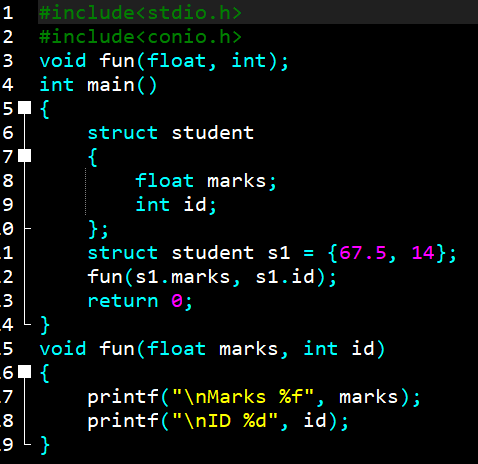 1 #include<stdio.h>
2 #include<conio.h>
3 void fun(float, int);
4 int main()
5 {
6     struct student
7     {
8         float marks;
9         int id;
.0     };
.1     struct student s1 = {67.5, 14};
.2     fun(s1.marks, s1.id);
.3     return 0;
.4 }
.5 void fun(float marks, int id)
.6 {
.7     printf("\nMarks %f", marks);
.8     printf("\nID %d", id);
.9 }